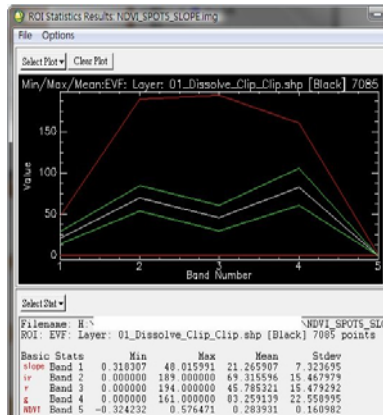 ROI Statistics Results: NDVI_SPOT5_SLOPE.img
File Options
Select Plot Clear Plot
Min/Max/Mean:EVF: Layer: 01_Dissolve_Clip_Clip.shp [Black] 7085
Value
150
100
50
0
1 2 3 4 5
Band Number
Select Stat
Filename: H:\ \NDVI_SPOT5_SLO
ROI: EVF: Layer: 01_Dissolve_Clip_Clip.shp [Black] 7085 points
Basic Stats Min Max Mean Stdev
slope Band 1 0.318307 48.015991 21.265907 7.323695
ir Band 2 0.000000 189.000000 69.315596 15.467979
r Band 3 0.000000 194.000000 45.785321 15.479292
g Band 4 0.000000 161.000000 83.259139 22.558995
NDVI Band 5 -0.324232 0.576471 0.283931 0.160982